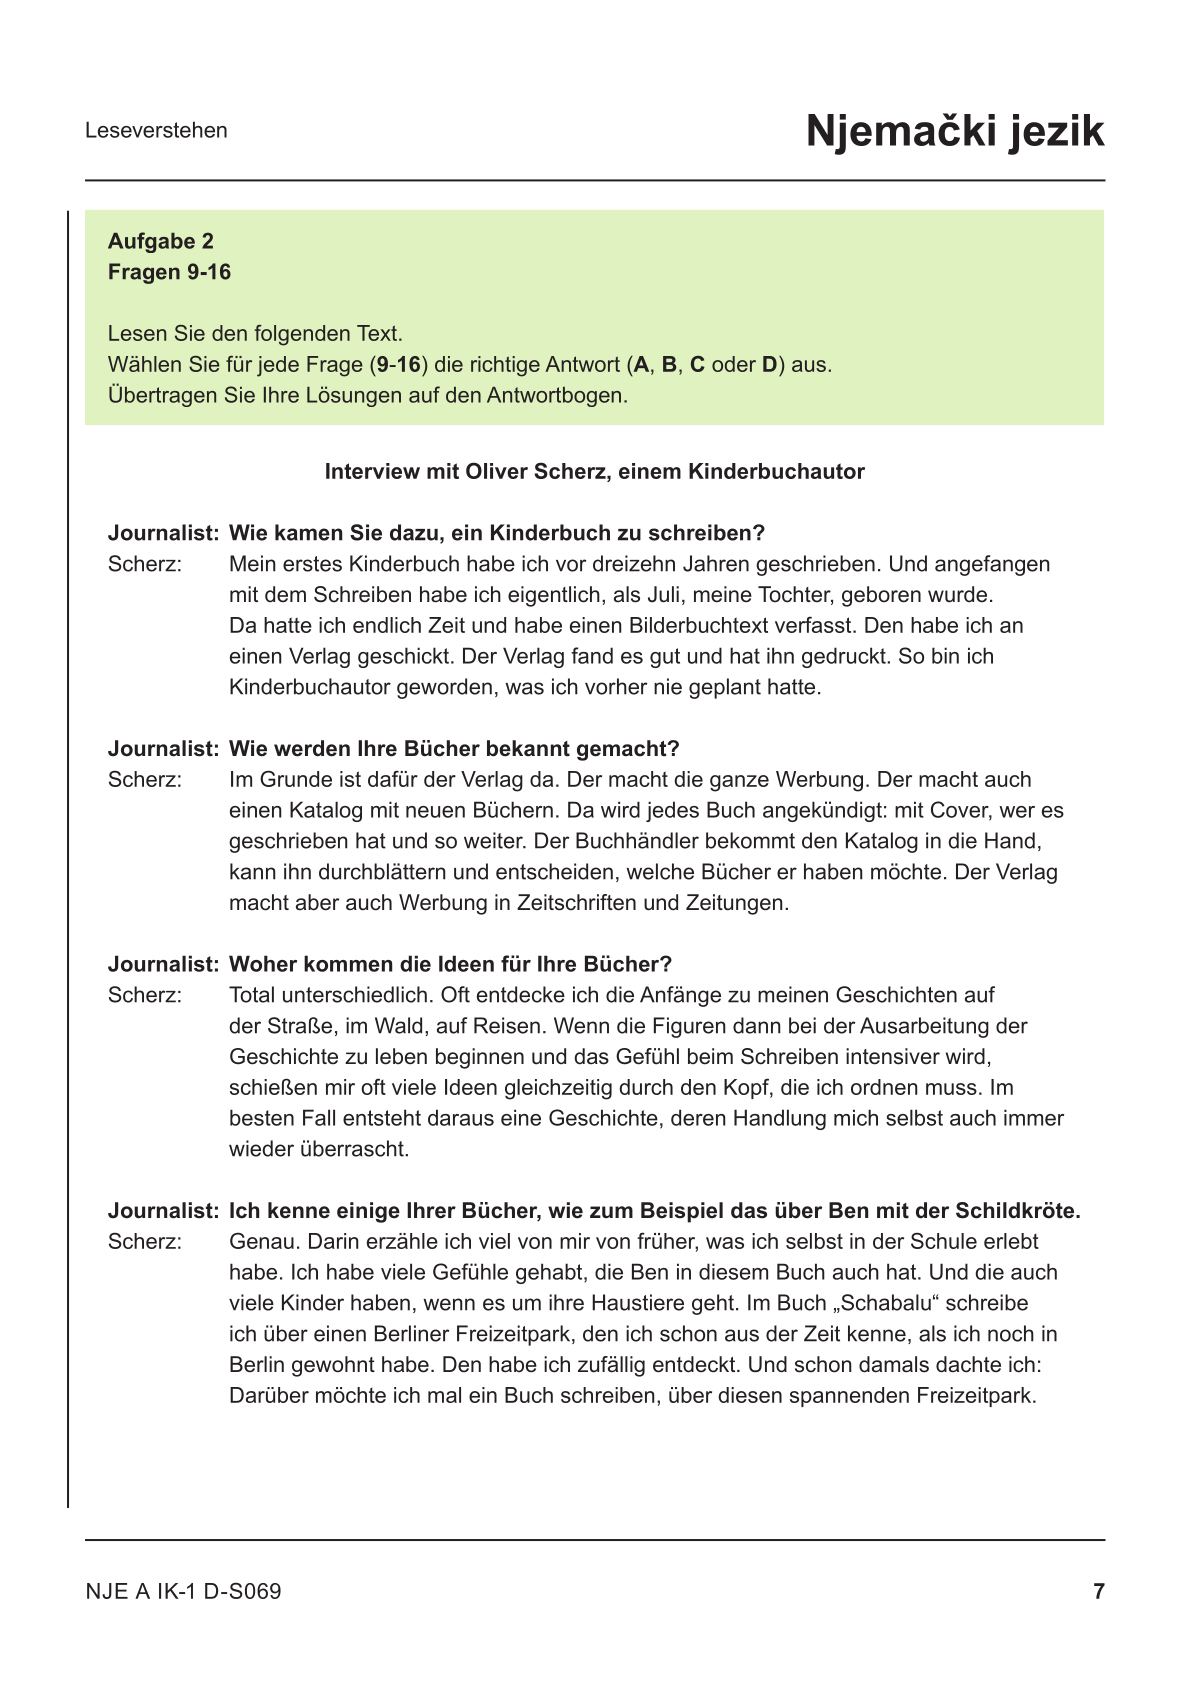 Leseverstehen
Njemački jezik
Aufgabe 2
Fragen 9-16
Lesen Sie den folgenden Text.
Wählen Sie für jede Frage (9-16) die richtige Antwort (A, B, C oder D) aus.
Übertragen Sie Ihre Lösungen auf den Antwortbogen.
Interview mit Oliver Scherz, einem Kinderbuchautor
Journalist: Wie kamen Sie dazu, ein Kinderbuch zu schreiben?
Scherz: Mein erstes Kinderbuch habe ich vor dreizehn Jahren geschrieben. Und angefangen
mit dem Schreiben habe ich eigentlich, als Juli, meine Tochter, geboren wurde.
Da hatte ich endlich Zeit und habe einen Bilderbuchtext verfasst. Den habe ich an
einen Verlag geschickt. Der Verlag fand es gut und hat ihn gedruckt. So bin ich
Kinderbuchautor geworden, was ich vorher nie geplant hatte.
Journalist: Wie werden Ihre Bücher bekannt gemacht?
Scherz: Im Grunde ist dafür der Verlag da. Der macht die ganze Werbung. Der macht auch
einen Katalog mit neuen Büchern. Da wird jedes Buch angekündigt: mit Cover, wer es
geschrieben hat und so weiter. Der Buchhändler bekommt den Katalog in die Hand,
kann ihn durchblättern und entscheiden, welche Bücher er haben möchte. Der Verlag
macht aber auch Werbung in Zeitschriften und Zeitungen.
Journalist: Woher kommen die Ideen für Ihre Bücher?
Scherz: Total unterschiedlich. Oft entdecke ich die Anfänge zu meinen Geschichten auf
der Straße, im Wald, auf Reisen. Wenn die Figuren dann bei der Ausarbeitung der
Geschichte zu leben beginnen und das Gefühl beim Schreiben intensiver wird,
schießen mir oft viele Ideen gleichzeitig durch den Kopf, die ich ordnen muss. Im
besten Fall entsteht daraus eine Geschichte, deren Handlung mich selbst auch immer
wieder überrascht.
Journalist: Ich kenne einige Ihrer Bücher, wie zum Beispiel das über Ben mit der Schildkröte.
Scherz: Genau. Darin erzähle ich viel von mir von früher, was ich selbst in der Schule erlebt
habe. Ich habe viele Gefühle gehabt, die Ben in diesem Buch auch hat. Und die auch
viele Kinder haben, wenn es um ihre Haustiere geht. Im Buch „Schabalu“ schreibe
ich über einen Berliner Freizeitpark, den ich schon aus der Zeit kenne, als ich noch in
Berlin gewohnt habe. Den habe ich zufällig entdeckt. Und schon damals dachte ich:
Darüber möchte ich mal ein Buch schreiben, über diesen spannenden Freizeitpark.
NJE A IK-1 D-S069
7